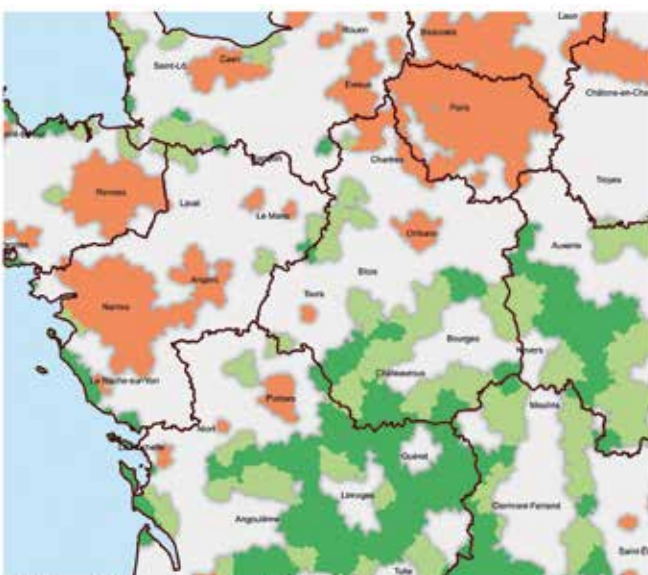 Laon
Rouen
Beauvais
Saint-Lô
Caen
Evreux
Paris
Châlons-en-Cha
Chartres
Troyes
Rennes
Laval
Le Mans
Orléans
Auxerre
Blois
Angers
Tours
Nantes
Bourges
Nevers
Châteauroux
La Roche-sur-Yon
Poitiers
Moulins
Niort
Guéret
Limoges
Clermont-Ferrand
Angoulême
Saint-É
Tulle